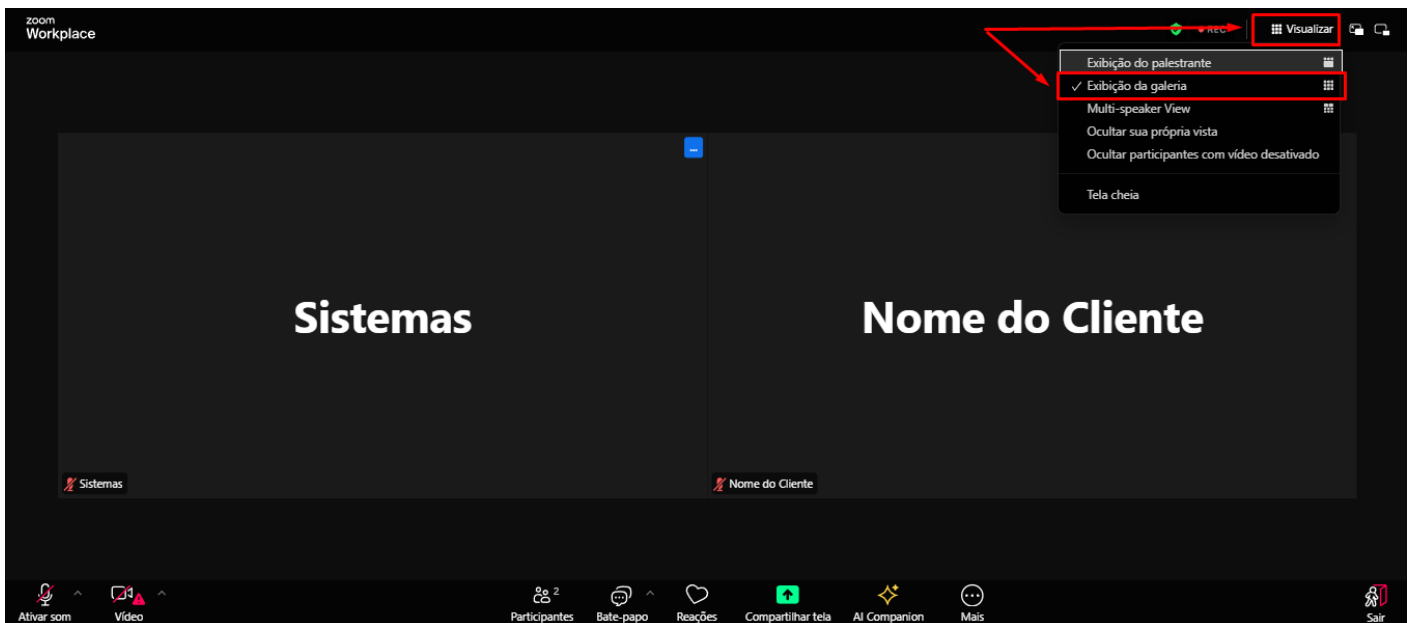 zoom
Workplace
REC
Visualizar
Exibição do palestrante
Exibição da galeria
Multi-speaker View
Ocultar sua própria vista
Ocultar participantes com vídeo desativado
Tela cheia
...
Sistemas
Nome do Cliente
Sistemas
Nome do Cliente
2
Ativar som
Vídeo
Participantes
Bate-papo
Reações
Compartilhar tela
AI Companion
Mais
Sair